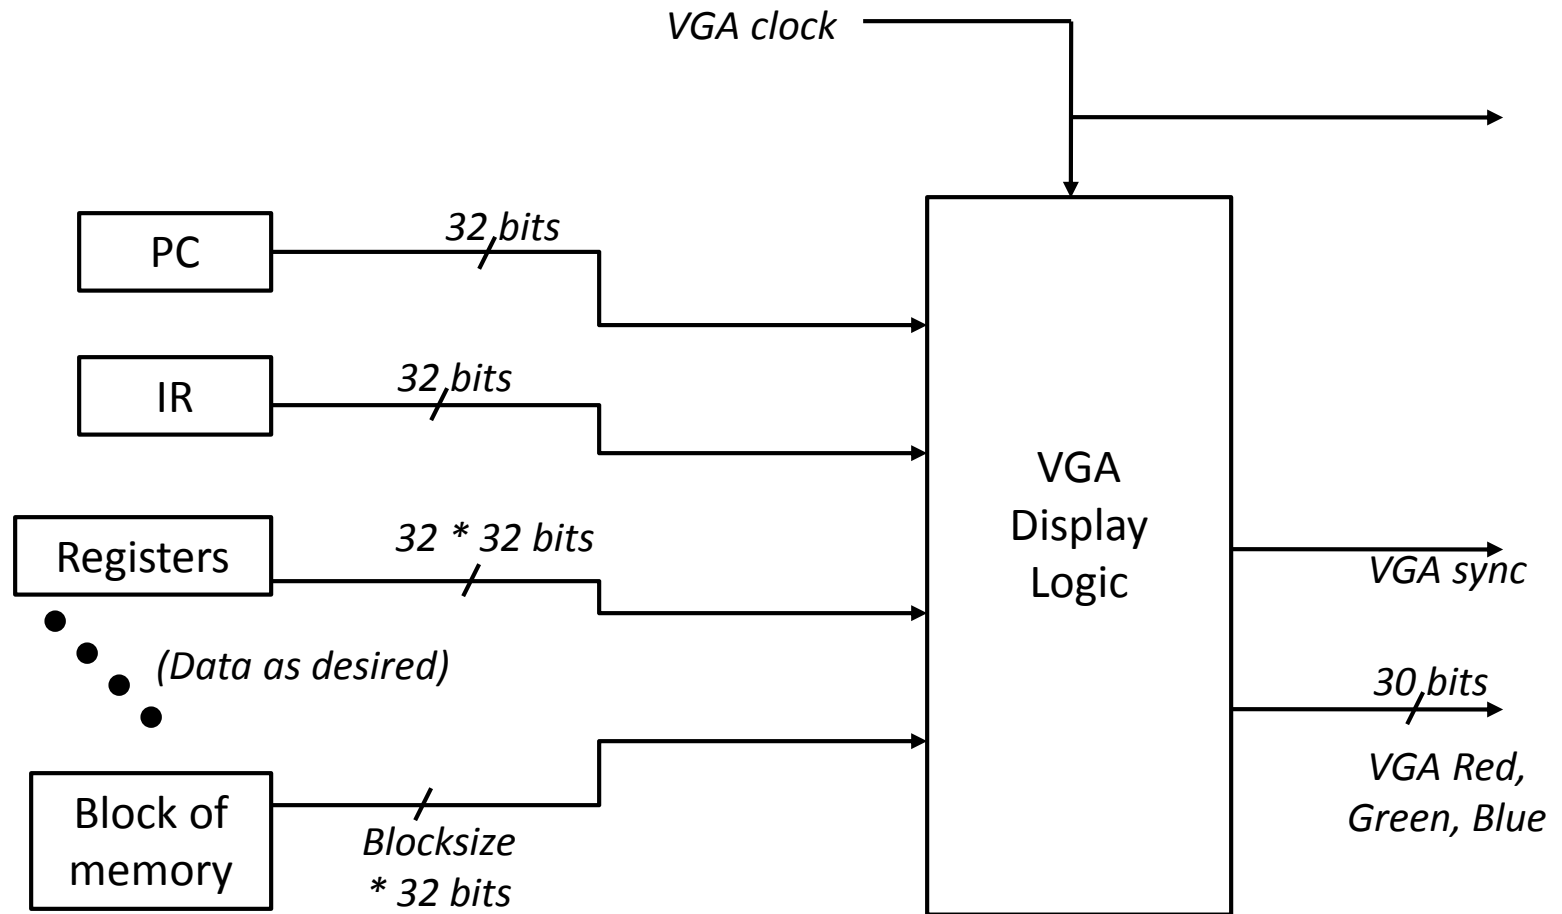 VGA clock
PC
32 bits
IR
32 bits
Registers
32 * 32 bits
(Data as desired)
Block of
memory
Blocksize
* 32 bits
VGA
Display
Logic
VGA sync
30 bits
VGA Red,
Green, Blue